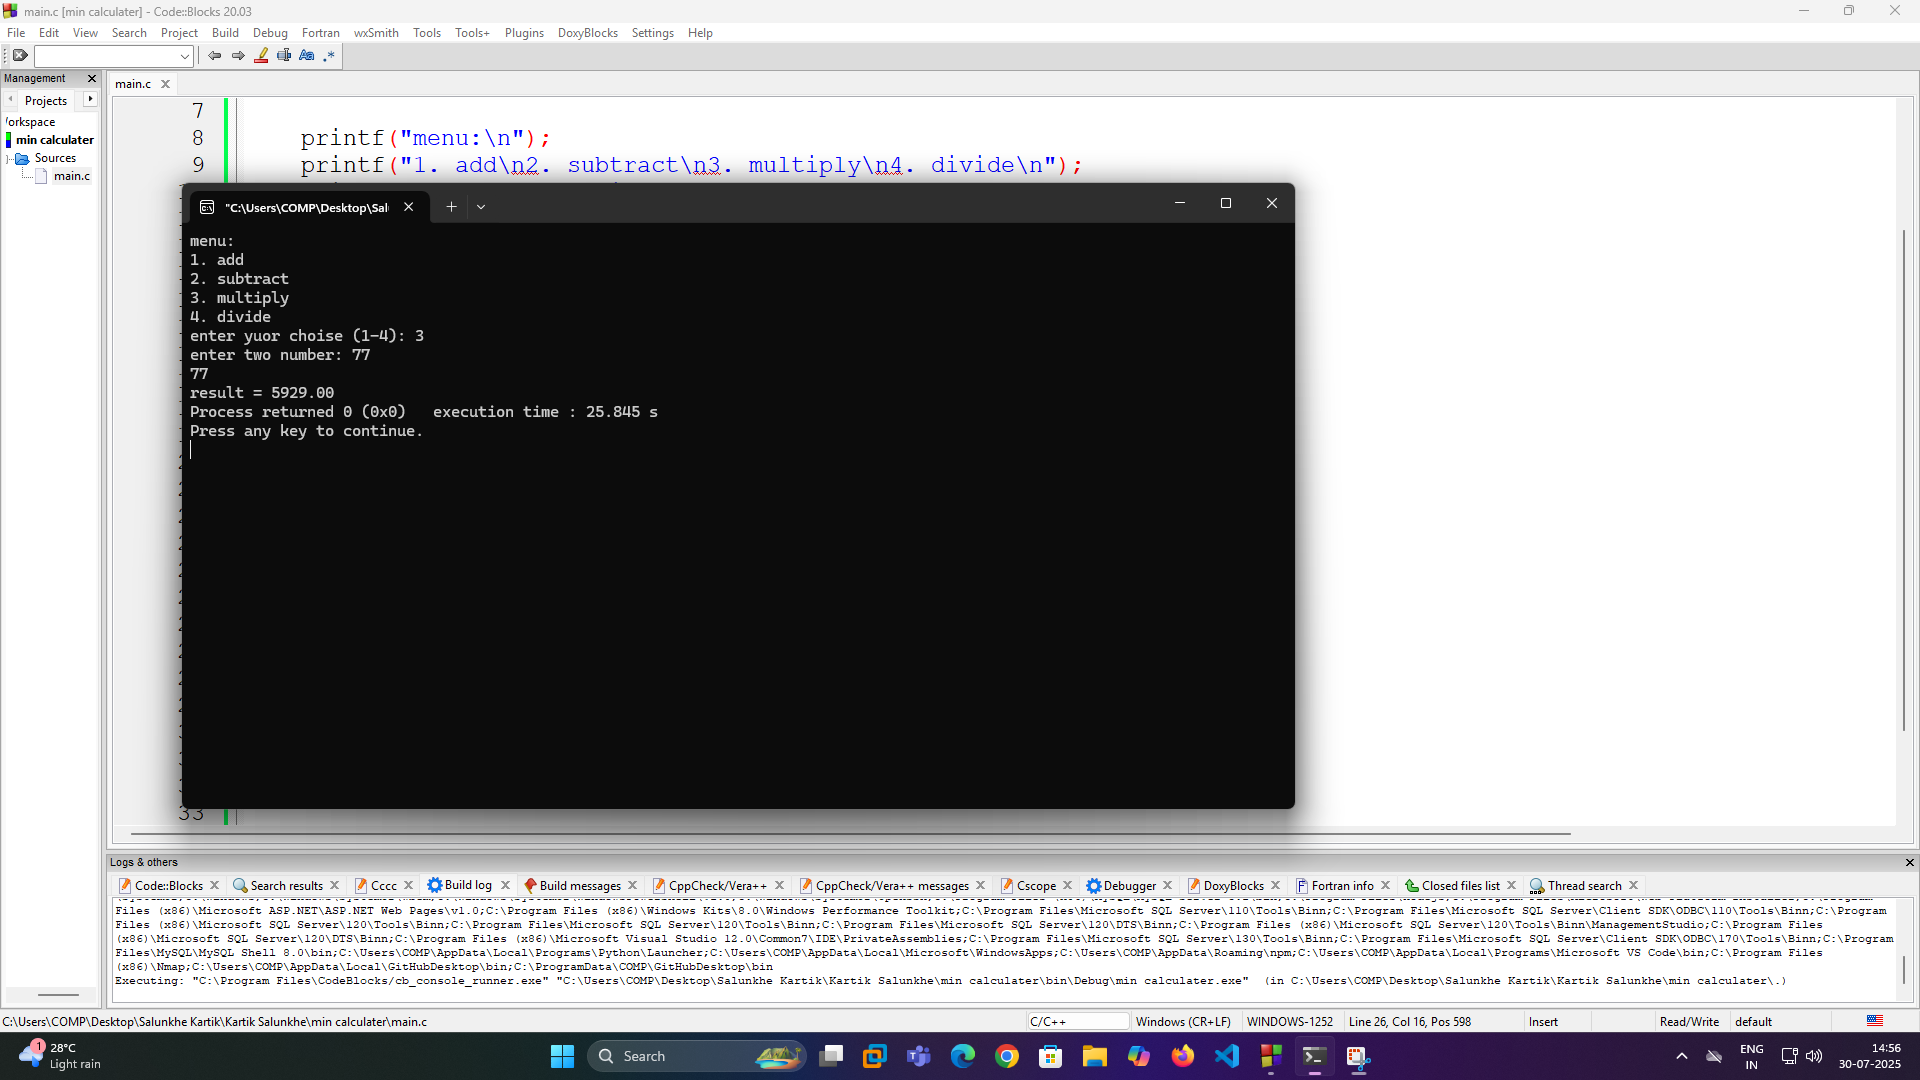 main.c [min calculater] - Code::Blocks 20.03
File Edit View Search Project Build Debug Fortran wxSmith Tools Tools+ Plugins DoxyBlocks Settings Help
Management
Projects
main.c
orkspace
min calculater
Sources
main.c
7
8 printf("menu:\n");
9 printf("1. add\n2. subtract\n3. multiply\n4. divide\n");
"C:\Users\COMP\Desktop\Sal
menu:
1. add
2. subtract
3. multiply
4. divide
enter yuor choise (1-4): 3
enter two number: 77
77
result = 5929.00
Process returned 0 (0x0)   execution time : 25.845 s
Press any key to continue.
33
Logs & others
Code::Blocks Search results Cccc Build log Build messages CppCheck/Vera++ CppCheck/Vera++ messages Cscope Debugger DoxyBlocks Fortran info Closed files list Thread search
Files (x86)\Microsoft ASP.NET\ASP.NET Web Pages\v1.0;C:\Program Files (x86)\Windows Kits\8.0\Windows Performance Toolkit;C:\Program Files\Microsoft SQL Server\110\Tools\Binn;C:\Program Files\Microsoft SQL Server\Client SDK\ODBC\110\Tools\Binn;C:\Program
Files (x86)\Microsoft SQL Server\120\Tools\Binn;C:\Program Files\Microsoft SQL Server\120\Tools\Binn;C:\Program Files\Microsoft SQL Server\120\DTS\Binn;C:\Program Files (x86)\Microsoft SQL Server\120\Tools\Binn\ManagementStudio;C:\Program Files
(x86)\Microsoft SQL Server\120\DTS\Binn;C:\Program Files (x86)\Microsoft Visual Studio 12.0\Common7\IDE\PrivateAssemblies;C:\Program Files\Microsoft SQL Server\130\Tools\Binn;C:\Program Files\Microsoft SQL Server\Client SDK\ODBC\170\Tools\Binn;C:\Program
Files\MySQL\MySQL Shell 8.0\bin;C:\Users\COMP\AppData\Local\Programs\Python\Launcher;C:\Users\COMP\AppData\Local\Microsoft\WindowsApps;C:\Users\COMP\AppData\Roaming\npm;C:\Users\COMP\AppData\Local\Programs\Microsoft VS Code\bin;C:\Program Files
(x86)\Nmap;C:\Users\COMP\AppData\Local\GitHubDesktop\bin;C:\ProgramData\COMP\GitHubDesktop\bin
Executing: "C:\Program Files\CodeBlocks/cb_console_runner.exe" "C:\Users\COMP\Desktop\Salunkhe Kartik\Kartik Salunkhe\min calculater\bin\Debug\min calculater.exe"  (in C:\Users\COMP\Desktop\Salunkhe Kartik\Kartik Salunkhe\min calculater\.)
C:\Users\COMP\Desktop\Salunkhe Kartik\Kartik Salunkhe\min calculater\main.c C/C++ Windows (CR+LF) WINDOWS-1252 Line 26, Col 16, Pos 598 Insert Read/Write default
1 28°C
Light rain
Search
ENG
IN
14:56
30-07-2025